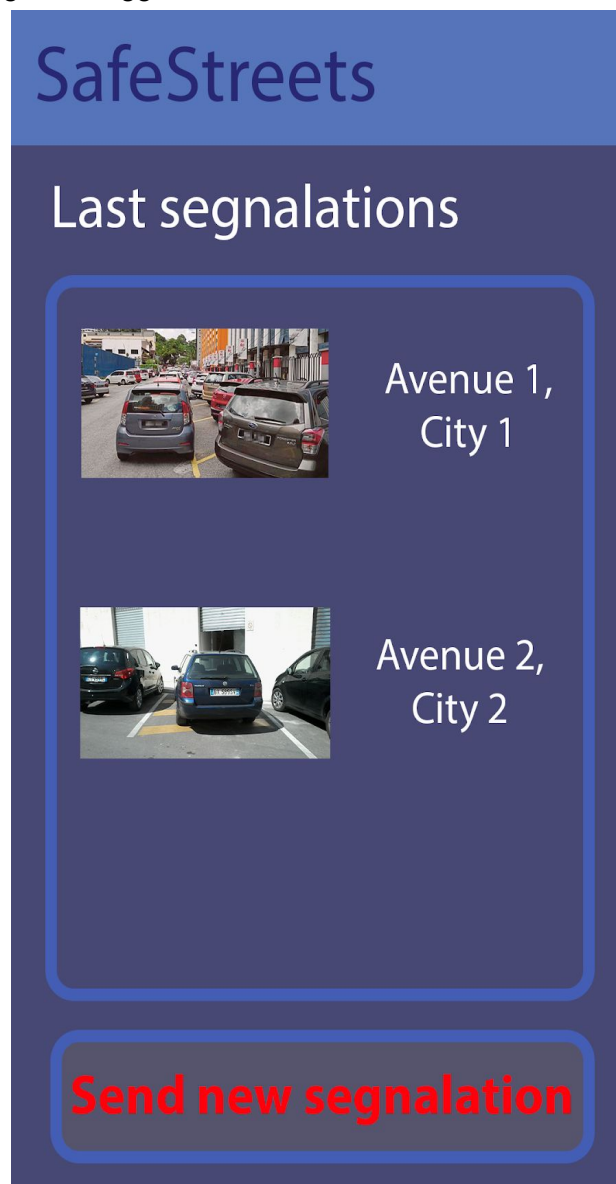 SafeStreets
Last segnalations
Avenue 1,
City 1
Avenue 2,
City 2
Send new segnalation